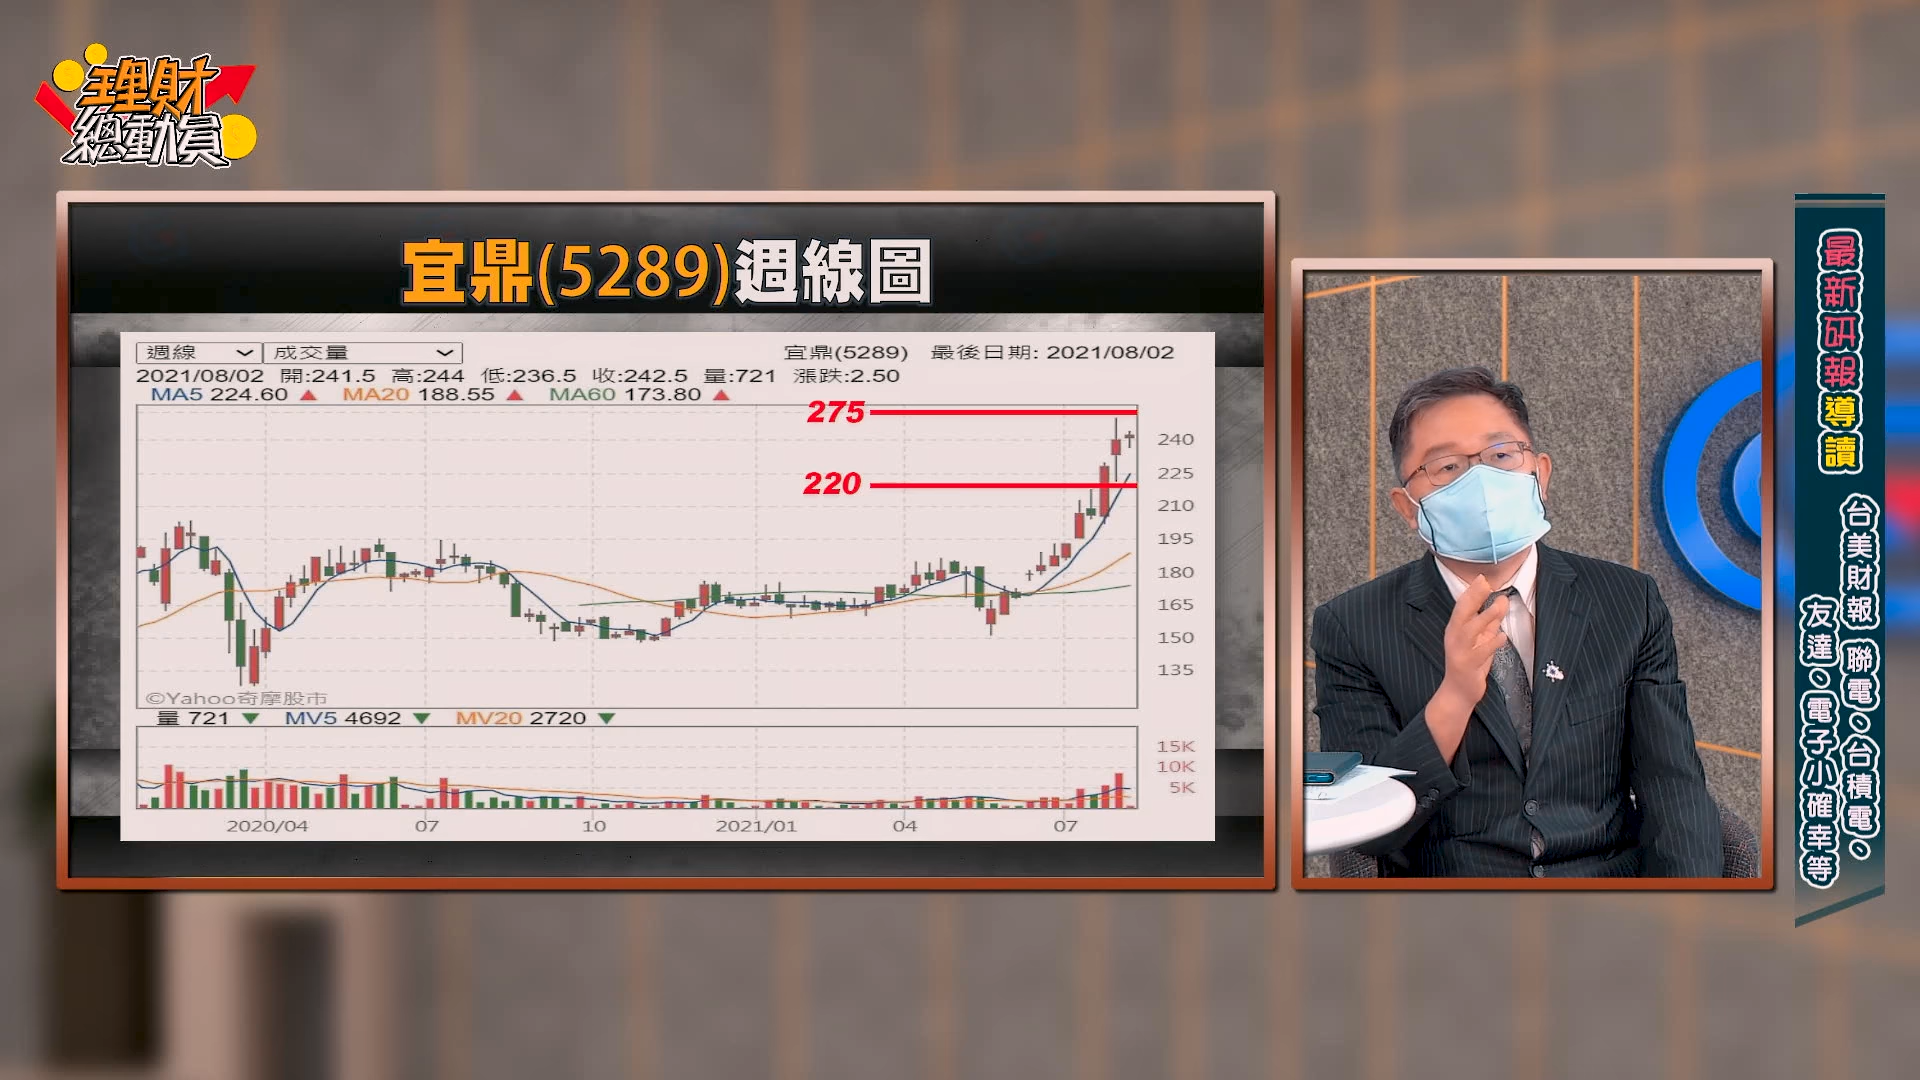 理財
總動員
宜鼎(5289)週線圖
週線 成交量 宜鼎(5289) 最後日期: 2021/08/02
2021/08/02 開:241.5 高:244 低:236.5 收:242.5 量:721 漲跌:2.50
MA5 224.60 ▲ MA20 188.55 ▲ MA60 173.80 ▲
275
240
225
220
210
195
180
165
150
135
©Yahoo奇摩股市
量 721 ▼ MV5 4692 ▼ MV20 2720 ▼
15K
10K
5K
2020/04 07 10 2021/01 04 07
最新研報導讀
台美財報 聯電。台積電。
友達。電子小確幸等